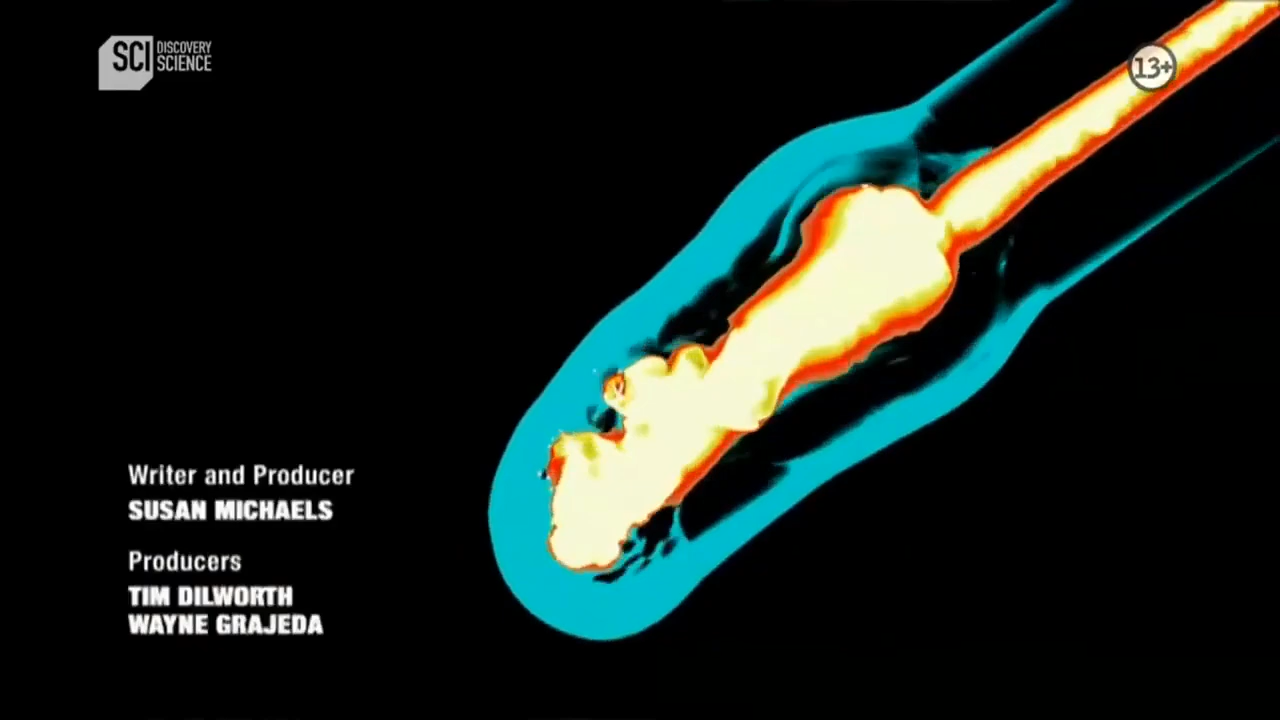 SCI DISCOVERY
SCIENCE
13+
Writer and Producer
SUSAN MICHAELS
Producers
TIM DILWORTH
WAYNE GRAJEDA